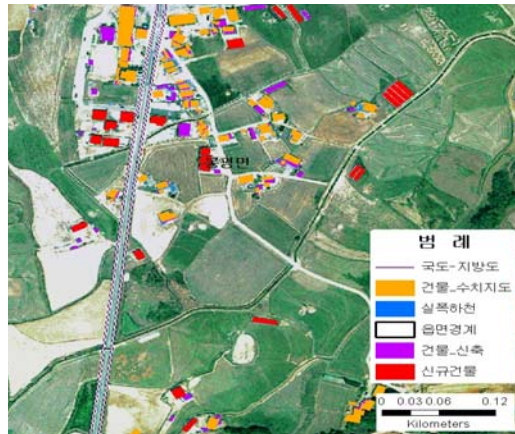 범 례
국도-지방도
건물_수치지도
실폭하천
읍면경계
건물_신축
신규건물
0 0.03 0.06 0.12
Kilometers